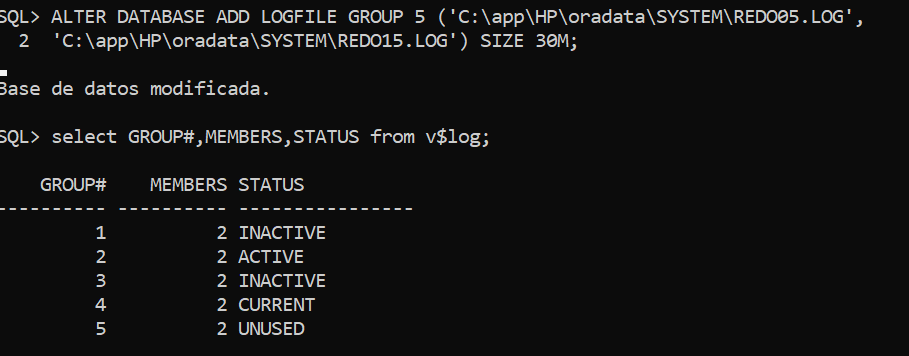 SQL> ALTER DATABASE ADD LOGFILE GROUP 5 ('C:\app\HP\oradata\SYSTEM\REDO05.LOG',
  2  'C:\app\HP\oradata\SYSTEM\REDO15.LOG') SIZE 30M;
Base de datos modificada.
SQL> select GROUP#,MEMBERS,STATUS from v$log;
    GROUP#    MEMBERS STATUS
---------- ---------- ----------------
         1          2 INACTIVE
         2          2 ACTIVE
         3          2 INACTIVE
         4          2 CURRENT
         5          2 UNUSED